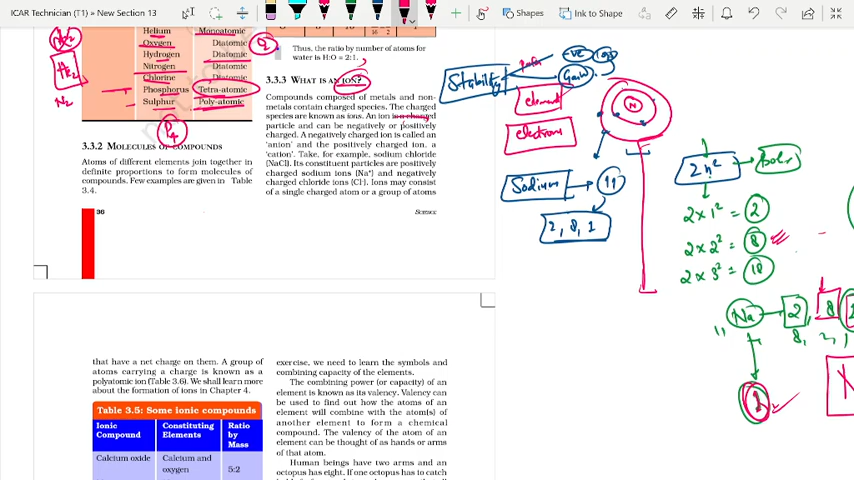 ICAR Technician (T1) » New Section 13
Shapes
Ink to Shape
Helium Monoatomic
Oxygen Diatomic
Hydrogen Diatomic
Nitrogen Diatomic
Chlorine Diatomic
Phosphorus Tetra-atomic
Sulphur Poly-atomic
N2
P4
3.3.2 MOLECULES OF COMPOUNDS
Atoms of different elements join together in
definite proportions to form molecules of
compounds. Few examples are given in Table
3.4.
36
Thus, the ratio by number of atoms for
water is H:O = 2:1.
3.3.3 WHAT IS AN ION?
Compounds composed of metals and non-
metals contain charged species. The charged
species are known as ions. An ion is a charged
particle and can be negatively or positively
charged. A negatively charged ion is called an
'anion' and the positively charged ion, a
'cation'. Take, for example, sodium chloride
(NaCl). Its constituent particles are positively
charged sodium ions (Na+) and negatively
charged chloride ions (Cl–). Ions may consist
of a single charged atom or a group of atoms
SCIENCE
Stability
Gain
element
electrons
N
Sodium → 11
2, 8, 1
2n²
Bohr
2 × 1² = 2
2 × 2² = 8
2 × 3² = 18
Na 2, 8
1
that have a net charge on them. A group of
atoms carrying a charge is known as a
polyatomic ion (Table 3.6). We shall learn more
about the formation of ions in Chapter 4.
Table 3.5: Some ionic compounds
Ionic Constituting Ratio
Compound Elements by
Mass
Calcium oxide Calcium and
oxygen 5:2
exercise, we need to learn the symbols and
combining capacity of the elements.
The combining power (or capacity) of an
element is known as its valency. Valency can
be used to find out how the atoms of an
element will combine with the atom(s) of
another element to form a chemical
compound. The valency of the atom of an
element can be thought of as hands or arms
of that atom.
Human beings have two arms and an
octopus has eight. If one octopus has to catch